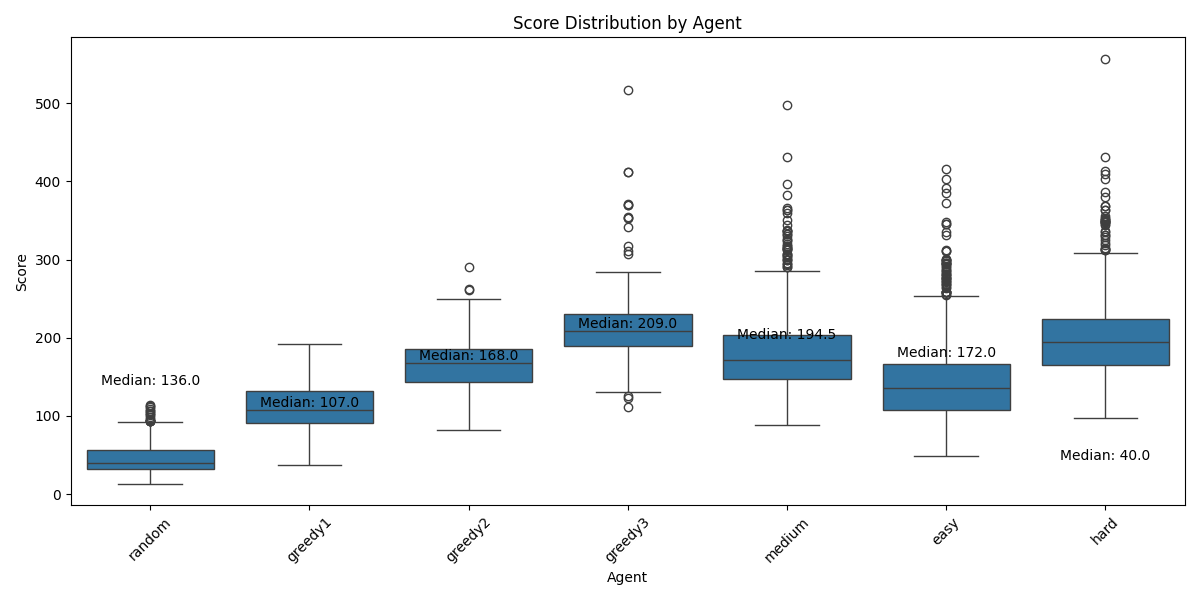 Score Distribution by Agent
Score
500
400
300
200
100
0
Median: 136.0
Median: 107.0
Median: 168.0
Median: 209.0
Median: 194.5
Median: 172.0
Median: 40.0
random
greedy1
greedy2
greedy3
medium
easy
hard
Agent